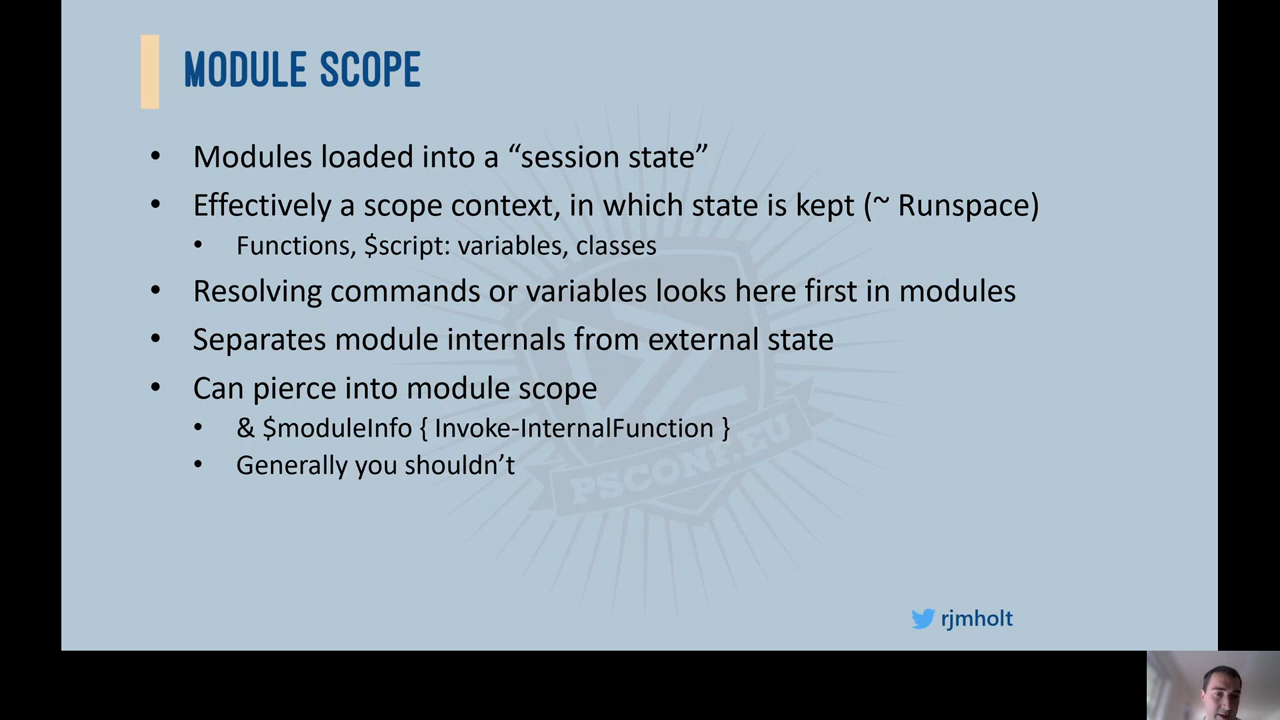 MODULE SCOPE
• Modules loaded into a “session state”
• Effectively a scope context, in which state is kept (~ Runspace)
• Functions, $script: variables, classes
• Resolving commands or variables looks here first in modules
• Separates module internals from external state
• Can pierce into module scope
• & $moduleInfo { Invoke-InternalFunction }
• Generally you shouldn’t
PSCONF.EU
rjmholt